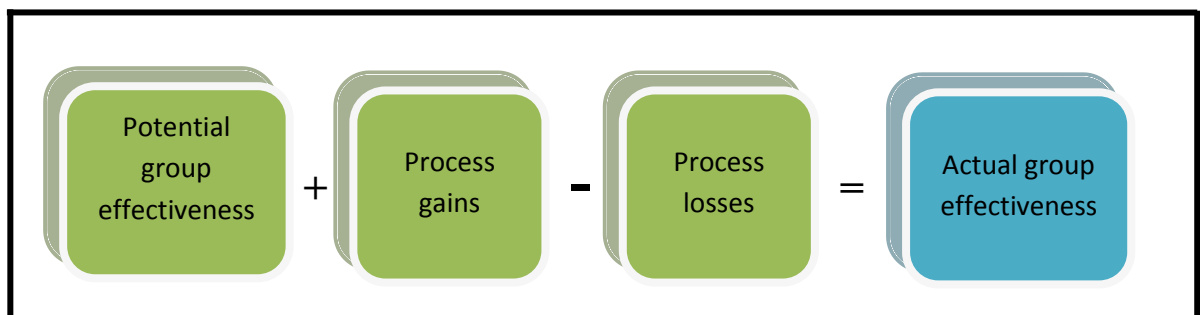 Potential
group
effectiveness
+
Process
gains
-
Process
losses
=
Actual group
effectiveness